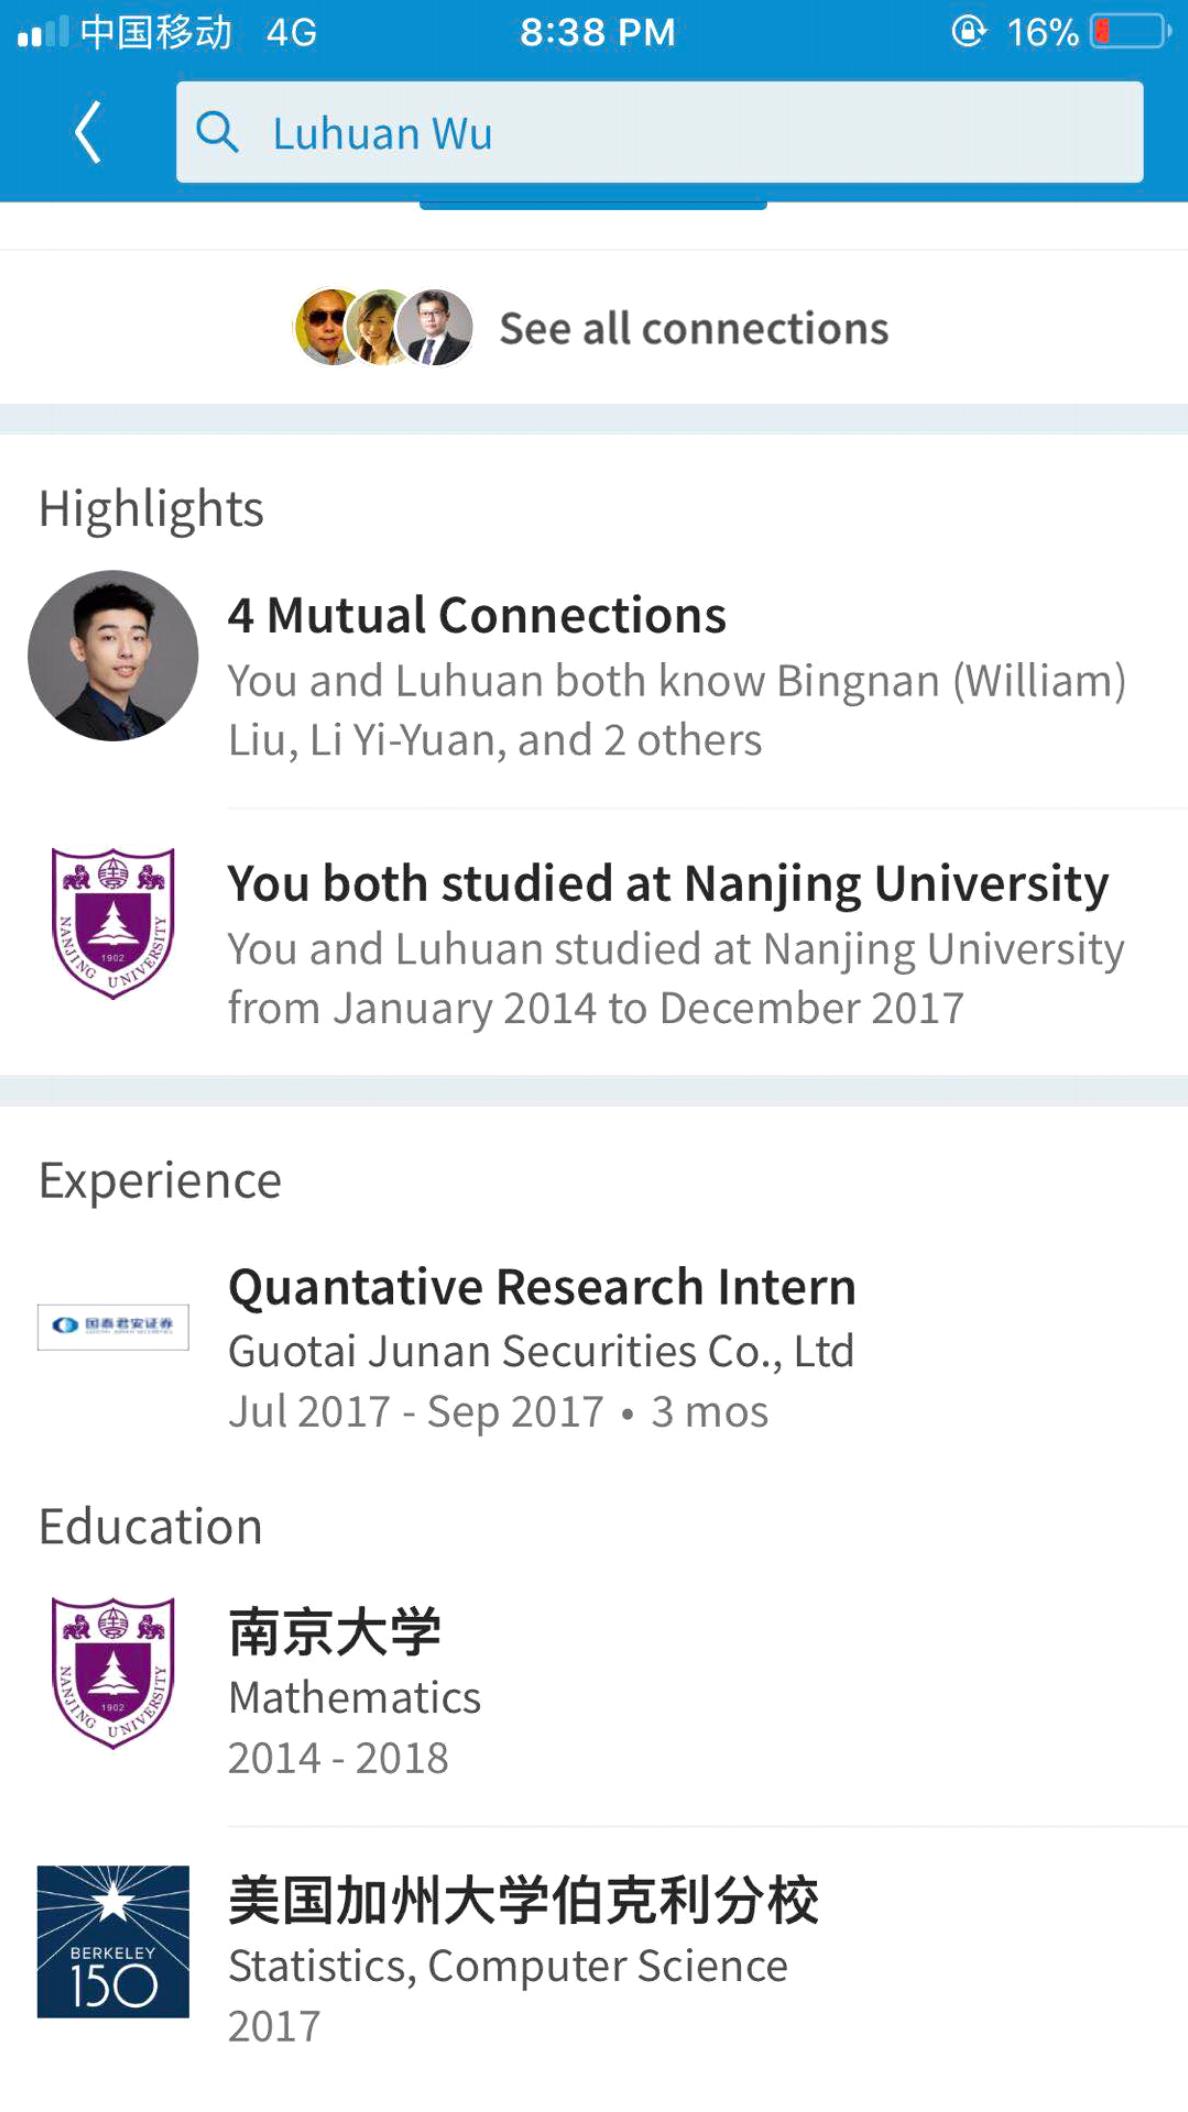 中国移动 4G 8:38 PM 16%
Luhuan Wu
See all connections
Highlights
4 Mutual Connections
You and Luhuan both know Bingnan (William)
Liu, Li Yi-Yuan, and 2 others
NANJING UNIVERSITY
1902
You both studied at Nanjing University
You and Luhuan studied at Nanjing University
from January 2014 to December 2017
Experience
国泰君安证券
Quantative Research Intern
Guotai Junan Securities Co., Ltd
Jul 2017 - Sep 2017 • 3 mos
Education
NANJING UNIVERSITY
1902
南京大学
Mathematics
2014 - 2018
BERKELEY
150
美国加州大学伯克利分校
Statistics, Computer Science
2017